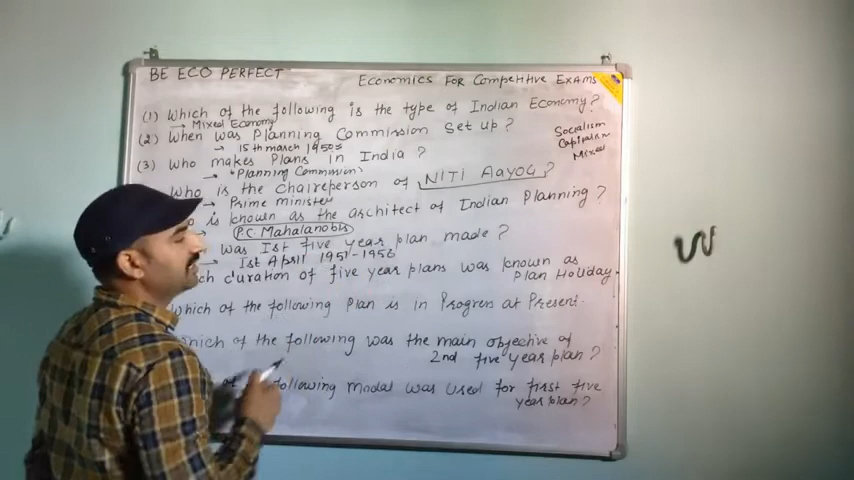 BE ECO PERFECT
Economics For Competitive Exams
(1) Which of the following is the type of Indian Economy?
→ Mixed Economy
(2) When was Planning Commission Set up?
→ 15th march 1950
Socialism
Capitalism
Mixed
(3) Who makes Plans in India?
→ "Planning Commission"
Who is the chaireperson of NITI Aayog?
→ Prime minister
is known as the architect of Indian Planning?
P.C. Mahalanobis
was Ist five year plan made?
→ Ist April 1951-1956
duration of five year plans was known as
Plan Holiday.
Which of the following Plan is in Progress at Present.
Which of the following was the main objective of
2nd five year plan?
of following model was used for first five
year plan?